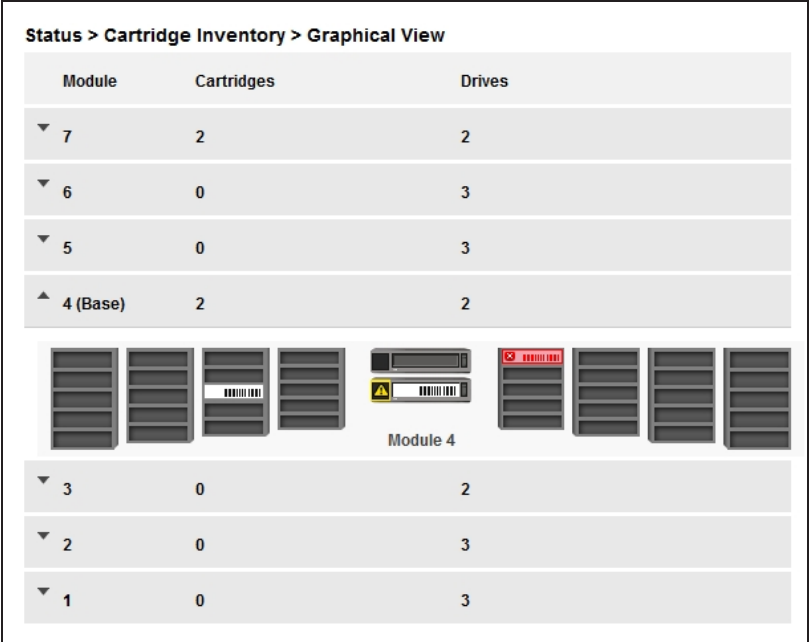 Status > Cartridge Inventory > Graphical View
Module Cartridges Drives
7 2 2
6 0 3
5 0 3
4 (Base) 2 2
Module 4
3 0 2
2 0 3
1 0 3